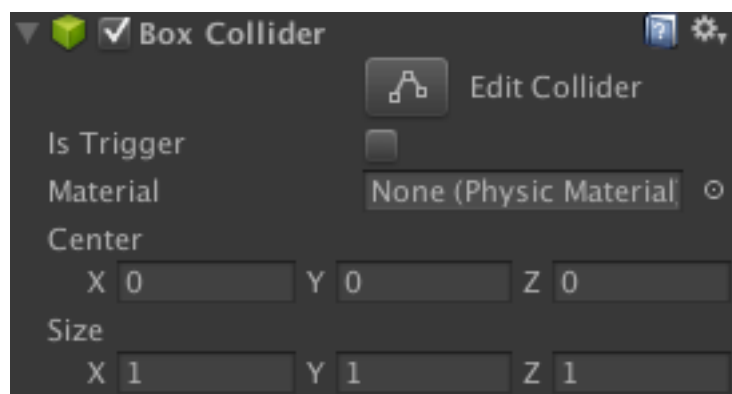 Box Collider
Edit Collider
Is Trigger
Material None (Physic Material
Center
X 0 Y 0 Z 0
Size
X 1 Y 1 Z 1